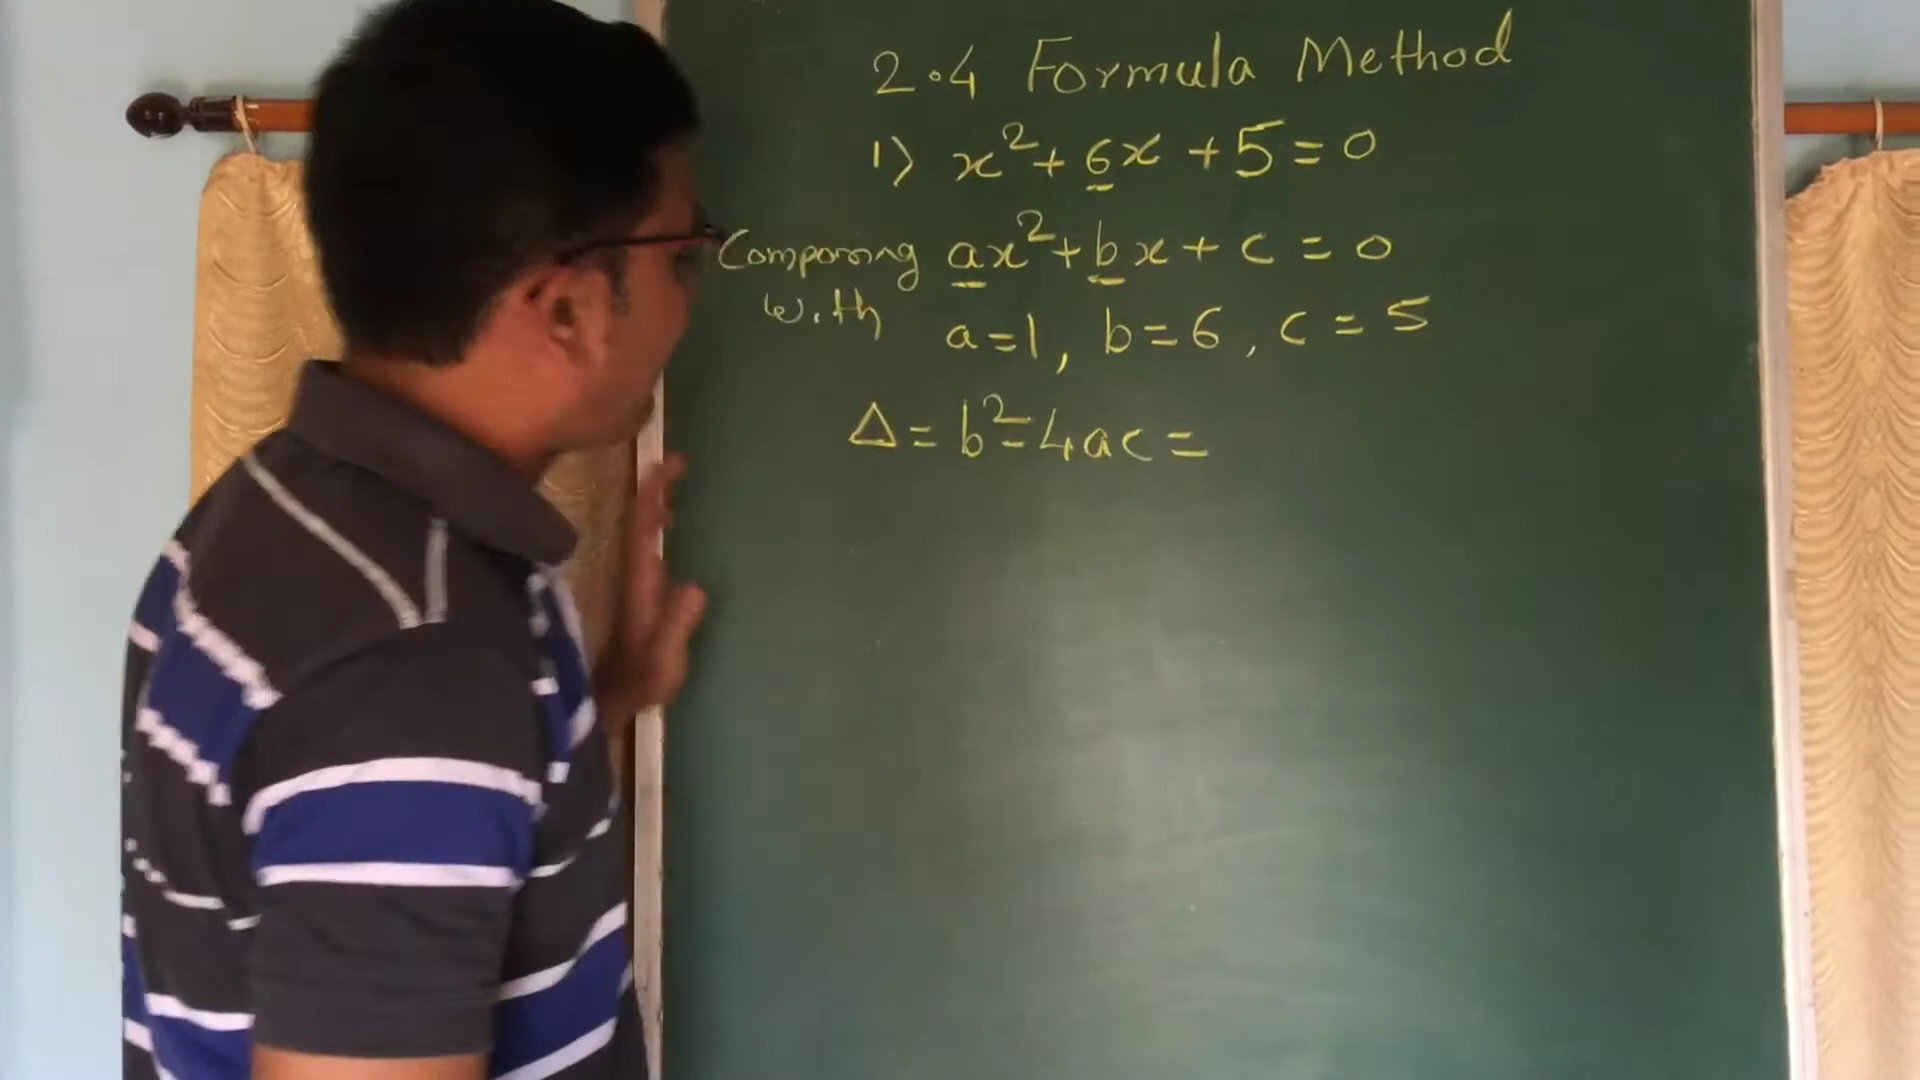 2.4 Formula Method
1) x²+6x+5=0
Comparing ax²+bx+c=0
with a=1, b=6, c=5
Δ=b²-4ac=